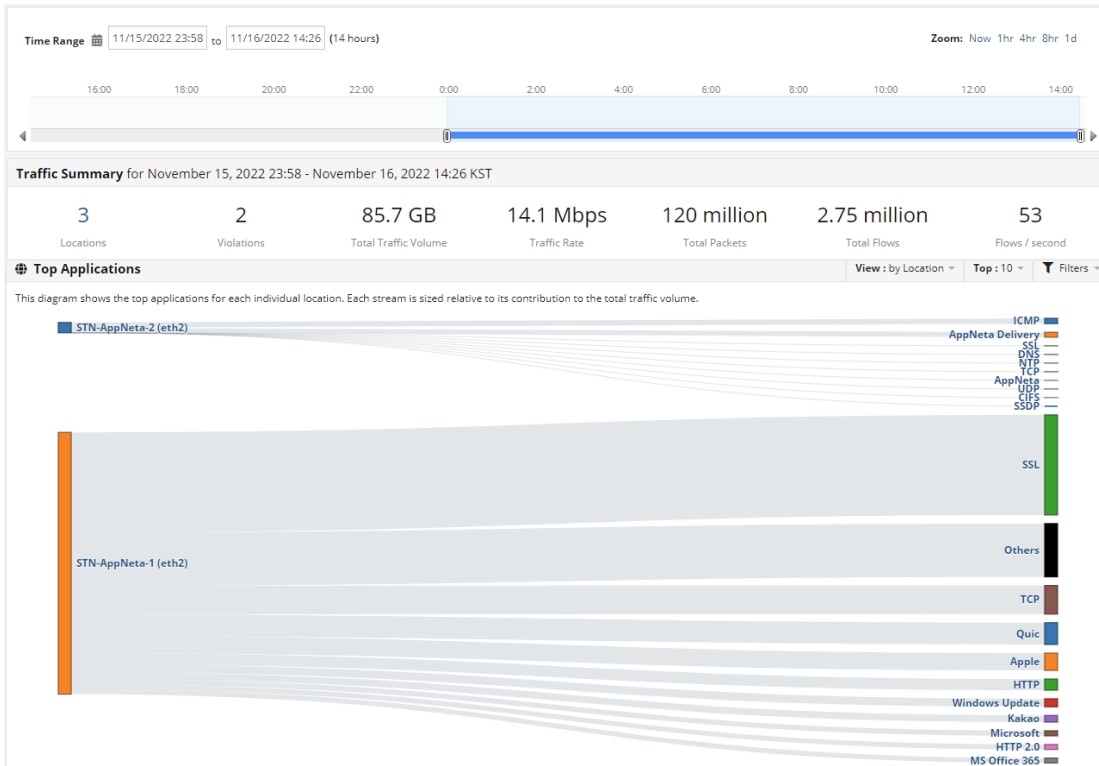 Time Range 11/15/2022 23:58 to 11/16/2022 14:26 (14 hours) Zoom: Now 1hr 4hr 8hr 1d
16:00 18:00 20:00 22:00 0:00 2:00 4:00 6:00 8:00 10:00 12:00 14:00
Traffic Summary for November 15, 2022 23:58 - November 16, 2022 14:26 KST
3 2 85.7 GB 14.1 Mbps 120 million 2.75 million 53
Locations Violations Total Traffic Volume Traffic Rate Total Packets Total Flows Flows / second
Top Applications View : by Location Top : 10 Filters
This diagram shows the top applications for each individual location. Each stream is sized relative to its contribution to the total traffic volume.
STN-AppNeta-2 (eth2)
ICMP
AppNeta Delivery
SSL
DNS
NTP
TCP
AppNeta
UDP
CIFS
SSDP
STN-AppNeta-1 (eth2)
SSL
Others
TCP
Quic
Apple
HTTP
Windows Update
Kakao
Microsoft
HTTP 2.0
MS Office 365